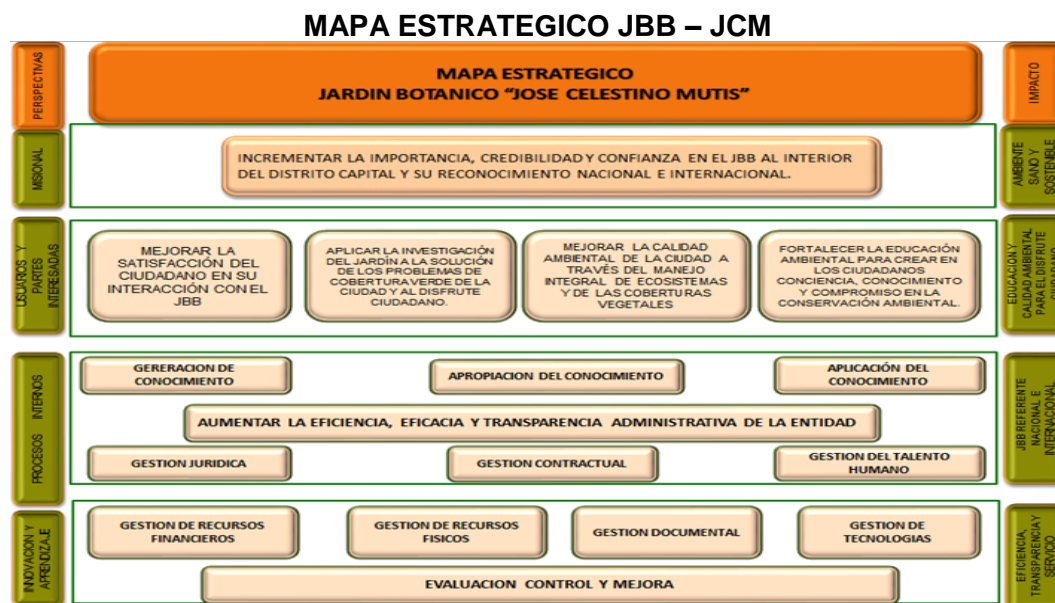 MAPA ESTRATEGICO JBB – JCM
PERSPECTIVAS
MAPA ESTRATEGICO
JARDIN BOTANICO “JOSE CELESTINO MUTIS”
IMPACTO
MISIONAL
INCREMENTAR LA IMPORTANCIA, CREDIBILIDAD Y CONFIANZA EN EL JBB AL INTERIOR
DEL DISTRITO CAPITAL Y SU RECONOCIMIENTO NACIONAL E INTERNACIONAL.
AMBIENTE
SANO Y
SOSTENIBLE
USUARIOS Y
PARTES
INTERESADAS
MEJORAR LA
SATISFACCIÓN DEL
CIUDADANO EN SU
INTERACCIÓN CON EL
JBB
APLICAR LA INVESTIGACIÓN
DEL JARDÍN A LA SOLUCIÓN
DE LOS PROBLEMAS DE
COBERTURA VERDE DE LA
CIUDAD Y AL DISFRUTE
CIUDADANO.
MEJORAR LA CALIDAD
AMBIENTAL DE LA CIUDAD A
TRAVÉS DEL MANEJO
INTEGRAL DE ECOSISTEMAS
Y DE LAS COBERTURAS
VEGETALES
FORTALECER LA EDUCACIÓN
AMBIENTAL PARA CREAR EN
LOS CIUDADANOS
CONCIENCIA, CONOCIMIENTO
Y COMPROMISO EN LA
CONSERVACIÓN AMBIENTAL.
EDUCACION Y
CALIDAD AMBIENTAL
PARA EL DISFRUTE
PROCESOS INTERNOS
GERERACION DE
CONOCIMIENTO
APROPIACION DEL CONOCIMIENTO
APLICACIÓN DEL
CONOCIMIENTO
AUMENTAR LA EFICIENCIA, EFICACIA Y TRANSPARENCIA ADMINISTRATIVA DE LA ENTIDAD
GESTION JURIDICA
GESTION CONTRACTUAL
GESTION DEL TALENTO
HUMANO
JBB REFERENTE
NACIONAL E
INTERNACIONAL
INNOVACION Y
APRENDIZAJE
GESTION DE RECURSOS
FINANCIEROS
GESTION DE RECURSOS
FISICOS
GESTION DOCUMENTAL
GESTION DE
TECNOLOGIAS
EVALUACION CONTROL Y MEJORA
EFICIENCIA,
TRANSPARENCIA Y
SERVICIO